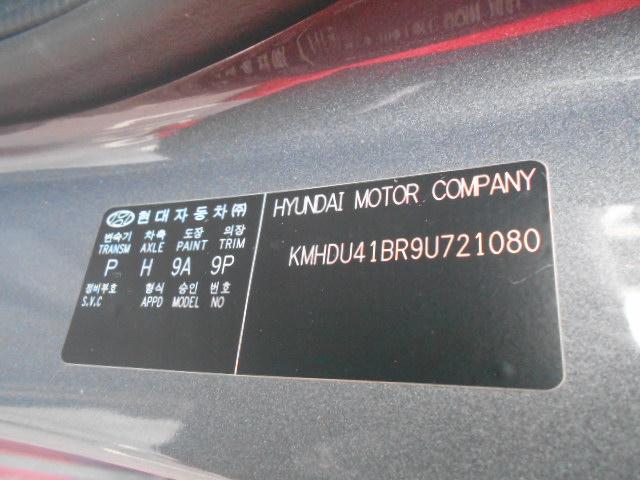 현대자동차㈜
변속기 차축 도장 의장
TRANSM AXLE PAINT TRIM
P H 9A 9P
정비부호 형식 승인 번호
S.V.C APPD MODEL NO
HYUNDAI MOTOR COMPANY
KMHDU41BR9U721080